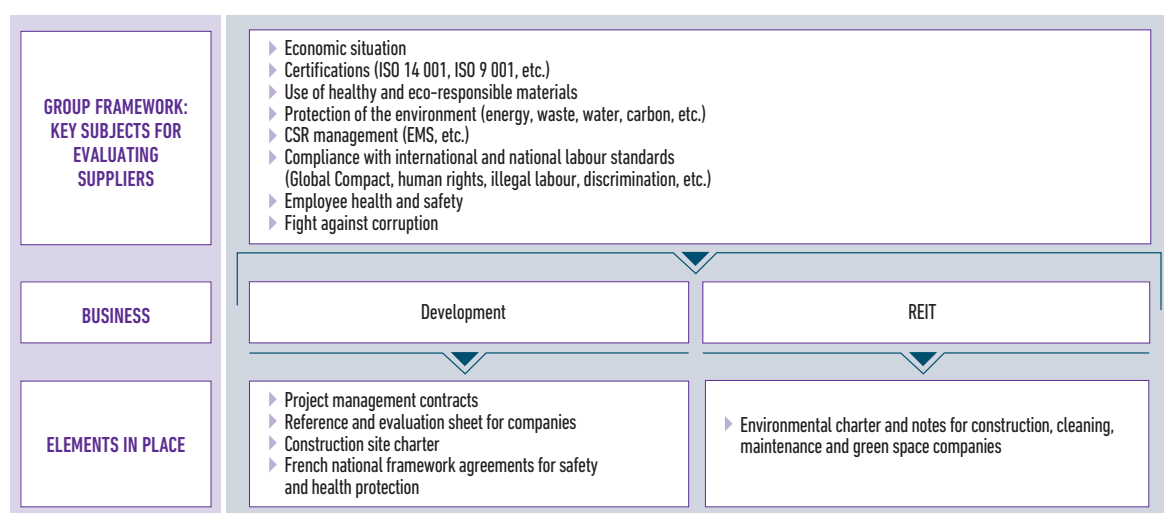 GROUP FRAMEWORK:
KEY SUBJECTS FOR
EVALUATING
SUPPLIERS
Economic situation
Certifications (ISO 14 001, ISO 9 001, etc.)
Use of healthy and eco-responsible materials
Protection of the environment (energy, waste, water, carbon, etc.)
CSR management (EMS, etc.)
Compliance with international and national labour standards
(Global Compact, human rights, illegal labour, discrimination, etc.)
Employee health and safety
Fight against corruption
BUSINESS
Development
REIT
ELEMENTS IN PLACE
Project management contracts
Reference and evaluation sheet for companies
Construction site charter
French national framework agreements for safety
and health protection
Environmental charter and notes for construction, cleaning,
maintenance and green space companies